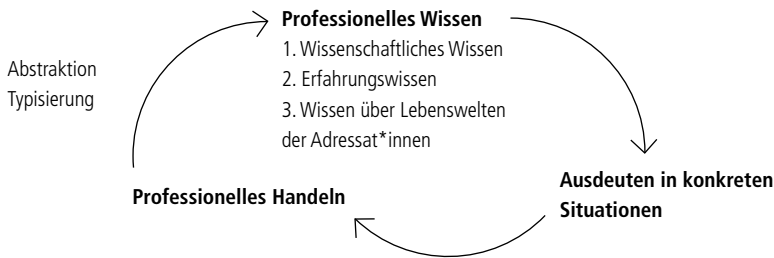 Professionelles Wissen
1. Wissenschaftliches Wissen
2. Erfahrungswissen
3. Wissen über Lebenswelten
der Adressat*innen
Abstraktion
Typisierung
Ausdeuten in konkreten
Situationen
Professionelles Handeln